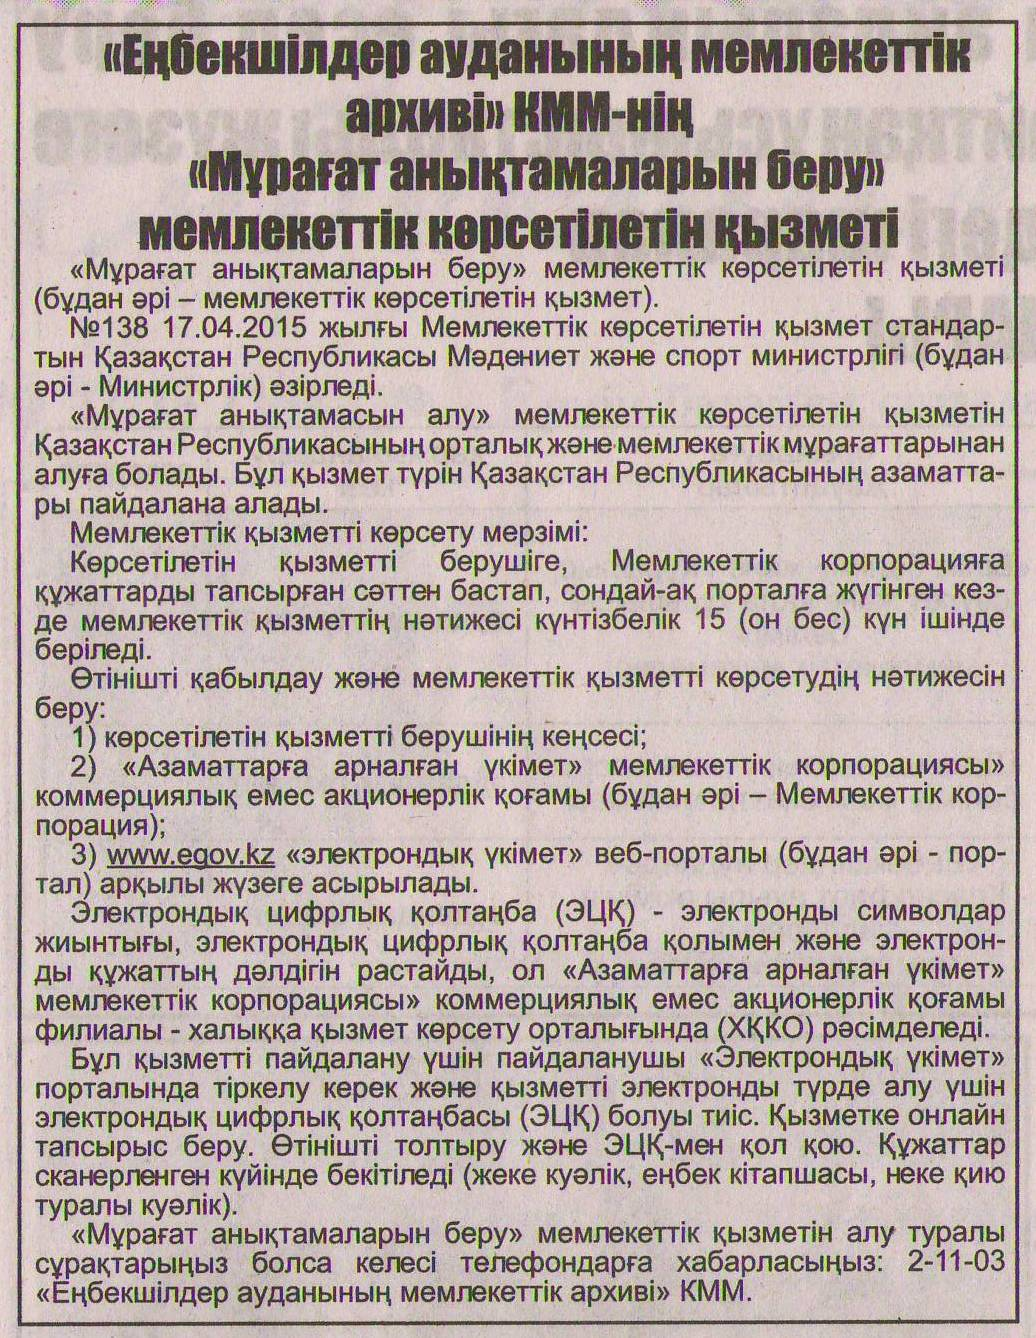 «Еңбекшілдер ауданының мемлекеттік
архиві» КММ-нің
«Мұрағат анықтамаларын беру»
мемлекеттік көрсетілетін қызметі
«Мұрағат анықтамаларын беру» мемлекеттік көрсетілетін қызметі
(бұдан әрі – мемлекеттік көрсетілетін қызмет).
№138 17.04.2015 жылғы Мемлекеттік көрсетілетін қызмет стандар-
тын Қазақстан Республикасы Мәдениет және спорт министрлігі (бұдан
әрі - Министрлік) әзірледі.
«Мұрағат анықтамасын алу» мемлекеттік көрсетілетін қызметін
Қазақстан Республикасының орталық және мемлекеттік мұрағаттарынан
алуға болады. Бұл қызмет түрін Қазақстан Республикасының азаматта-
ры пайдалана алады.
Мемлекеттік қызметті көрсету мерзімі:
Көрсетілетін қызметті берушіге, Мемлекеттік корпорацияға
құжаттарды тапсырған сәттен бастап, сондай-ақ порталға жүгінген кез-
де мемлекеттік қызметтің нәтижесі күнтізбелік 15 (он бес) күн ішінде
беріледі.
Өтінішті қабылдау және мемлекеттік қызметті көрсетудің нәтижесін
беру:
1) көрсетілетін қызметті берушінің кеңсесі;
2) «Азаматтарға арналған үкімет» мемлекеттік корпорациясы»
коммерциялық емес акционерлік қоғамы (бұдан әрі – Мемлекеттік кор-
порация);
3) www.egov.kz «электрондық үкімет» веб-порталы (бұдан әрі - пор-
тал) арқылы жүзеге асырылады.
Электрондық цифрлық қолтаңба (ЭЦҚ) - электронды символдар
жиынтығы, электрондық цифрлық қолтаңба қолымен және электрон-
ды құжаттың дәлдігін растайды, ол «Азаматтарға арналған үкімет»
мемлекеттік корпорациясы» коммерциялық емес акционерлік қоғамы
филиалы - халыққа қызмет көрсету орталығында (ХҚКО) рәсімделеді.
Бұл қызметті пайдалану үшін пайдаланушы «Электрондық үкімет»
порталында тіркелу керек және қызметті электронды түрде алу үшін
электрондық цифрлық қолтаңбасы (ЭЦҚ) болуы тиіс. Қызметке онлайн
тапсырыс беру. Өтінішті толтыру және ЭЦҚ-мен қол қою. Құжаттар
сканерленген күйінде бекітіледі (жеке куәлік, еңбек кітапшасы, неке қию
туралы куәлік).
«Мұрағат анықтамаларын беру» мемлекеттік қызметін алу туралы
сұрақтарыңыз болса келесі телефондарға хабарласыңыз: 2-11-03
«Еңбекшілдер ауданының мемлекеттік архиві» КММ.